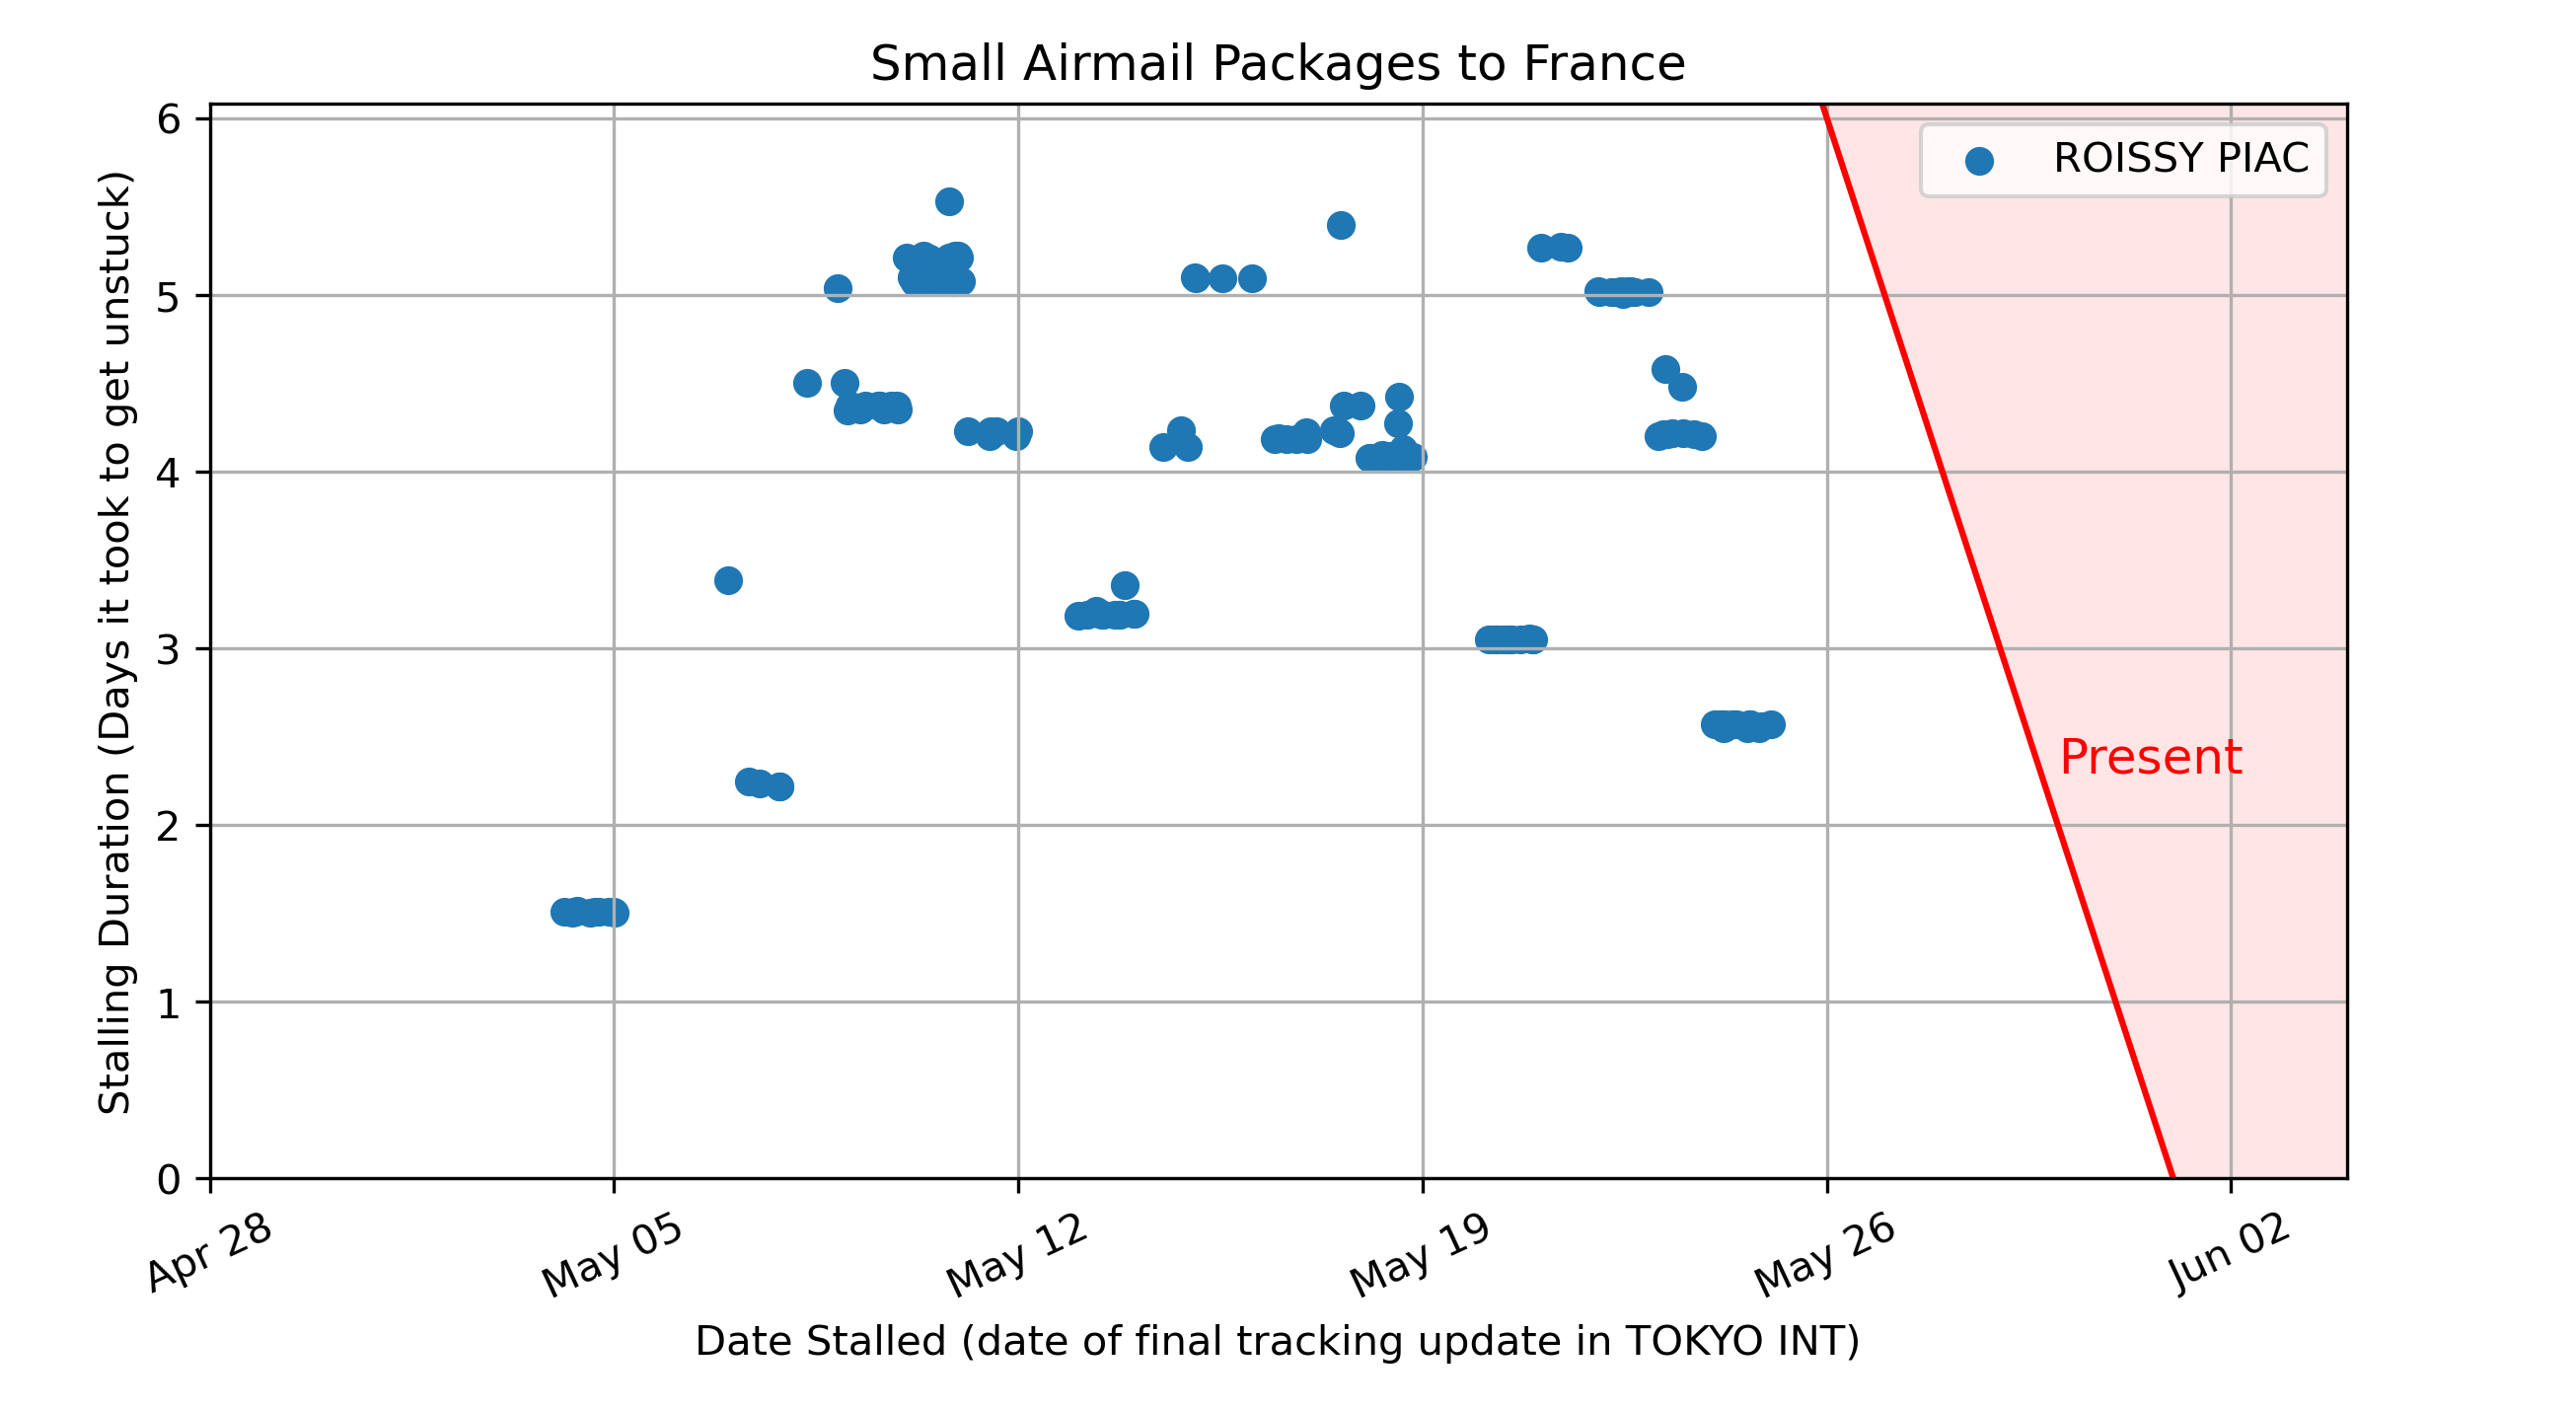 Small Airmail Packages to France
Stalling Duration (Days it took to get unstuck)
6
5
4
3
2
1
0
ROISSY PIAC
Present
Apr 28
May 05
May 12
May 19
May 26
Jun 02
Date Stalled (date of final tracking update in TOKYO INT)